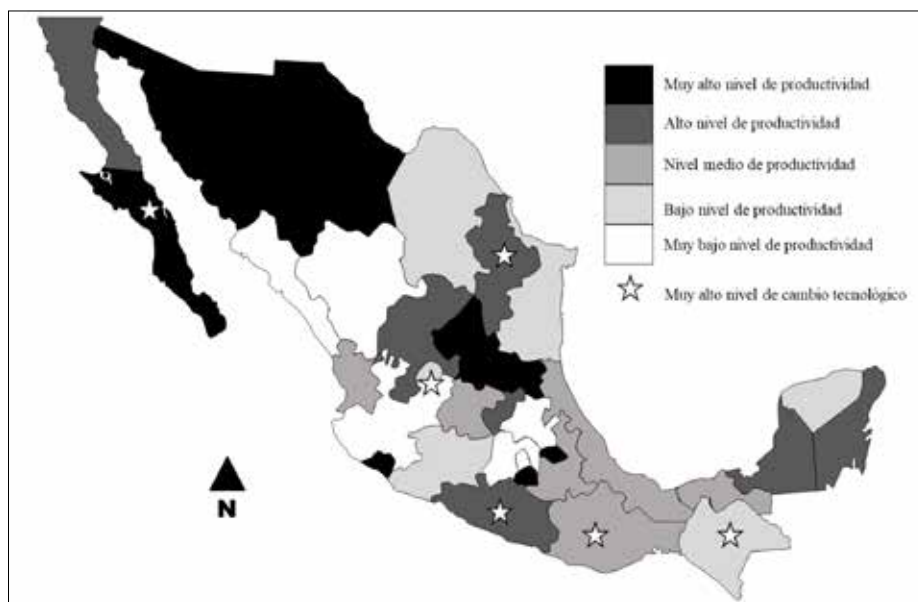 Muy alto nivel de productividad
Alto nivel de productividad
Nivel medio de productividad
Bajo nivel de productividad
Muy bajo nivel de productividad
Muy alto nivel de cambio tecnológico
N